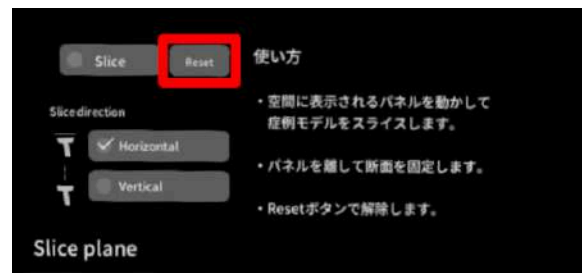 Slice
Reset
Slice direction
Horizontal
Vertical
Slice plane
使い方
・空間に表示されるパネルを動かして
症例モデルをスライスします。
・パネルを離して断面を固定します。
・Resetボタンで解除します。